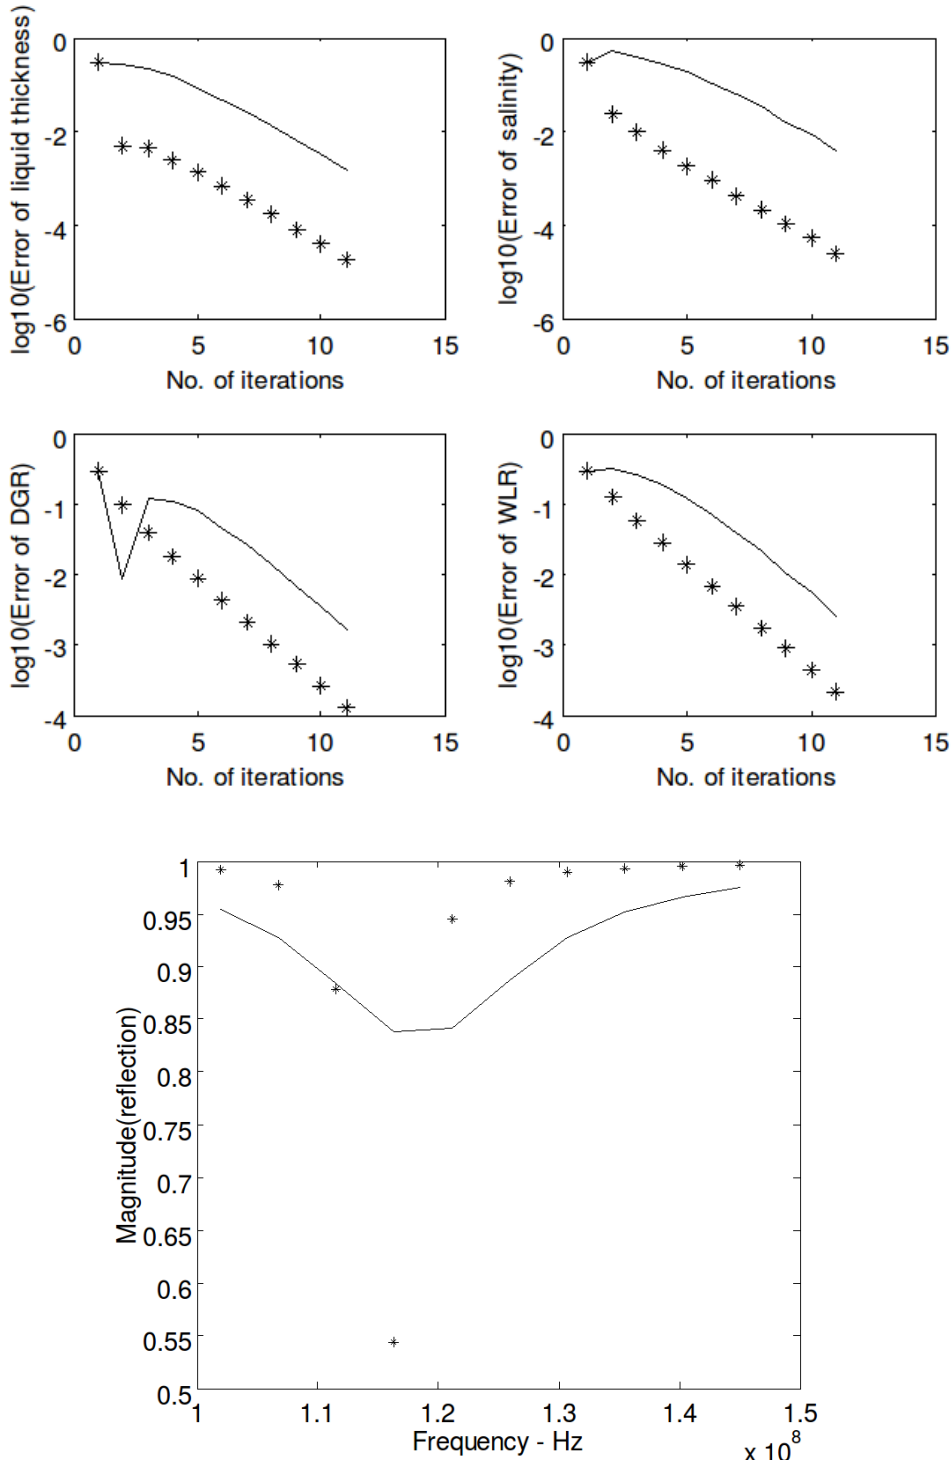 log10(Error of liquid thickness)
0
-2
-4
-6
0 5 10 15
No. of iterations
log10(Error of salinity)
0
-2
-4
-6
0 5 10 15
No. of iterations
log10(Error of DGR)
0
-1
-2
-3
-4
0 5 10 15
No. of iterations
log10(Error of WLR)
0
-1
-2
-3
-4
0 5 10 15
No. of iterations
Magnitude(reflection)
1
0.95
0.9
0.85
0.8
0.75
0.7
0.65
0.6
0.55
0.5
1 1.1 1.2 1.3 1.4 1.5
Frequency - Hz
x 10^8